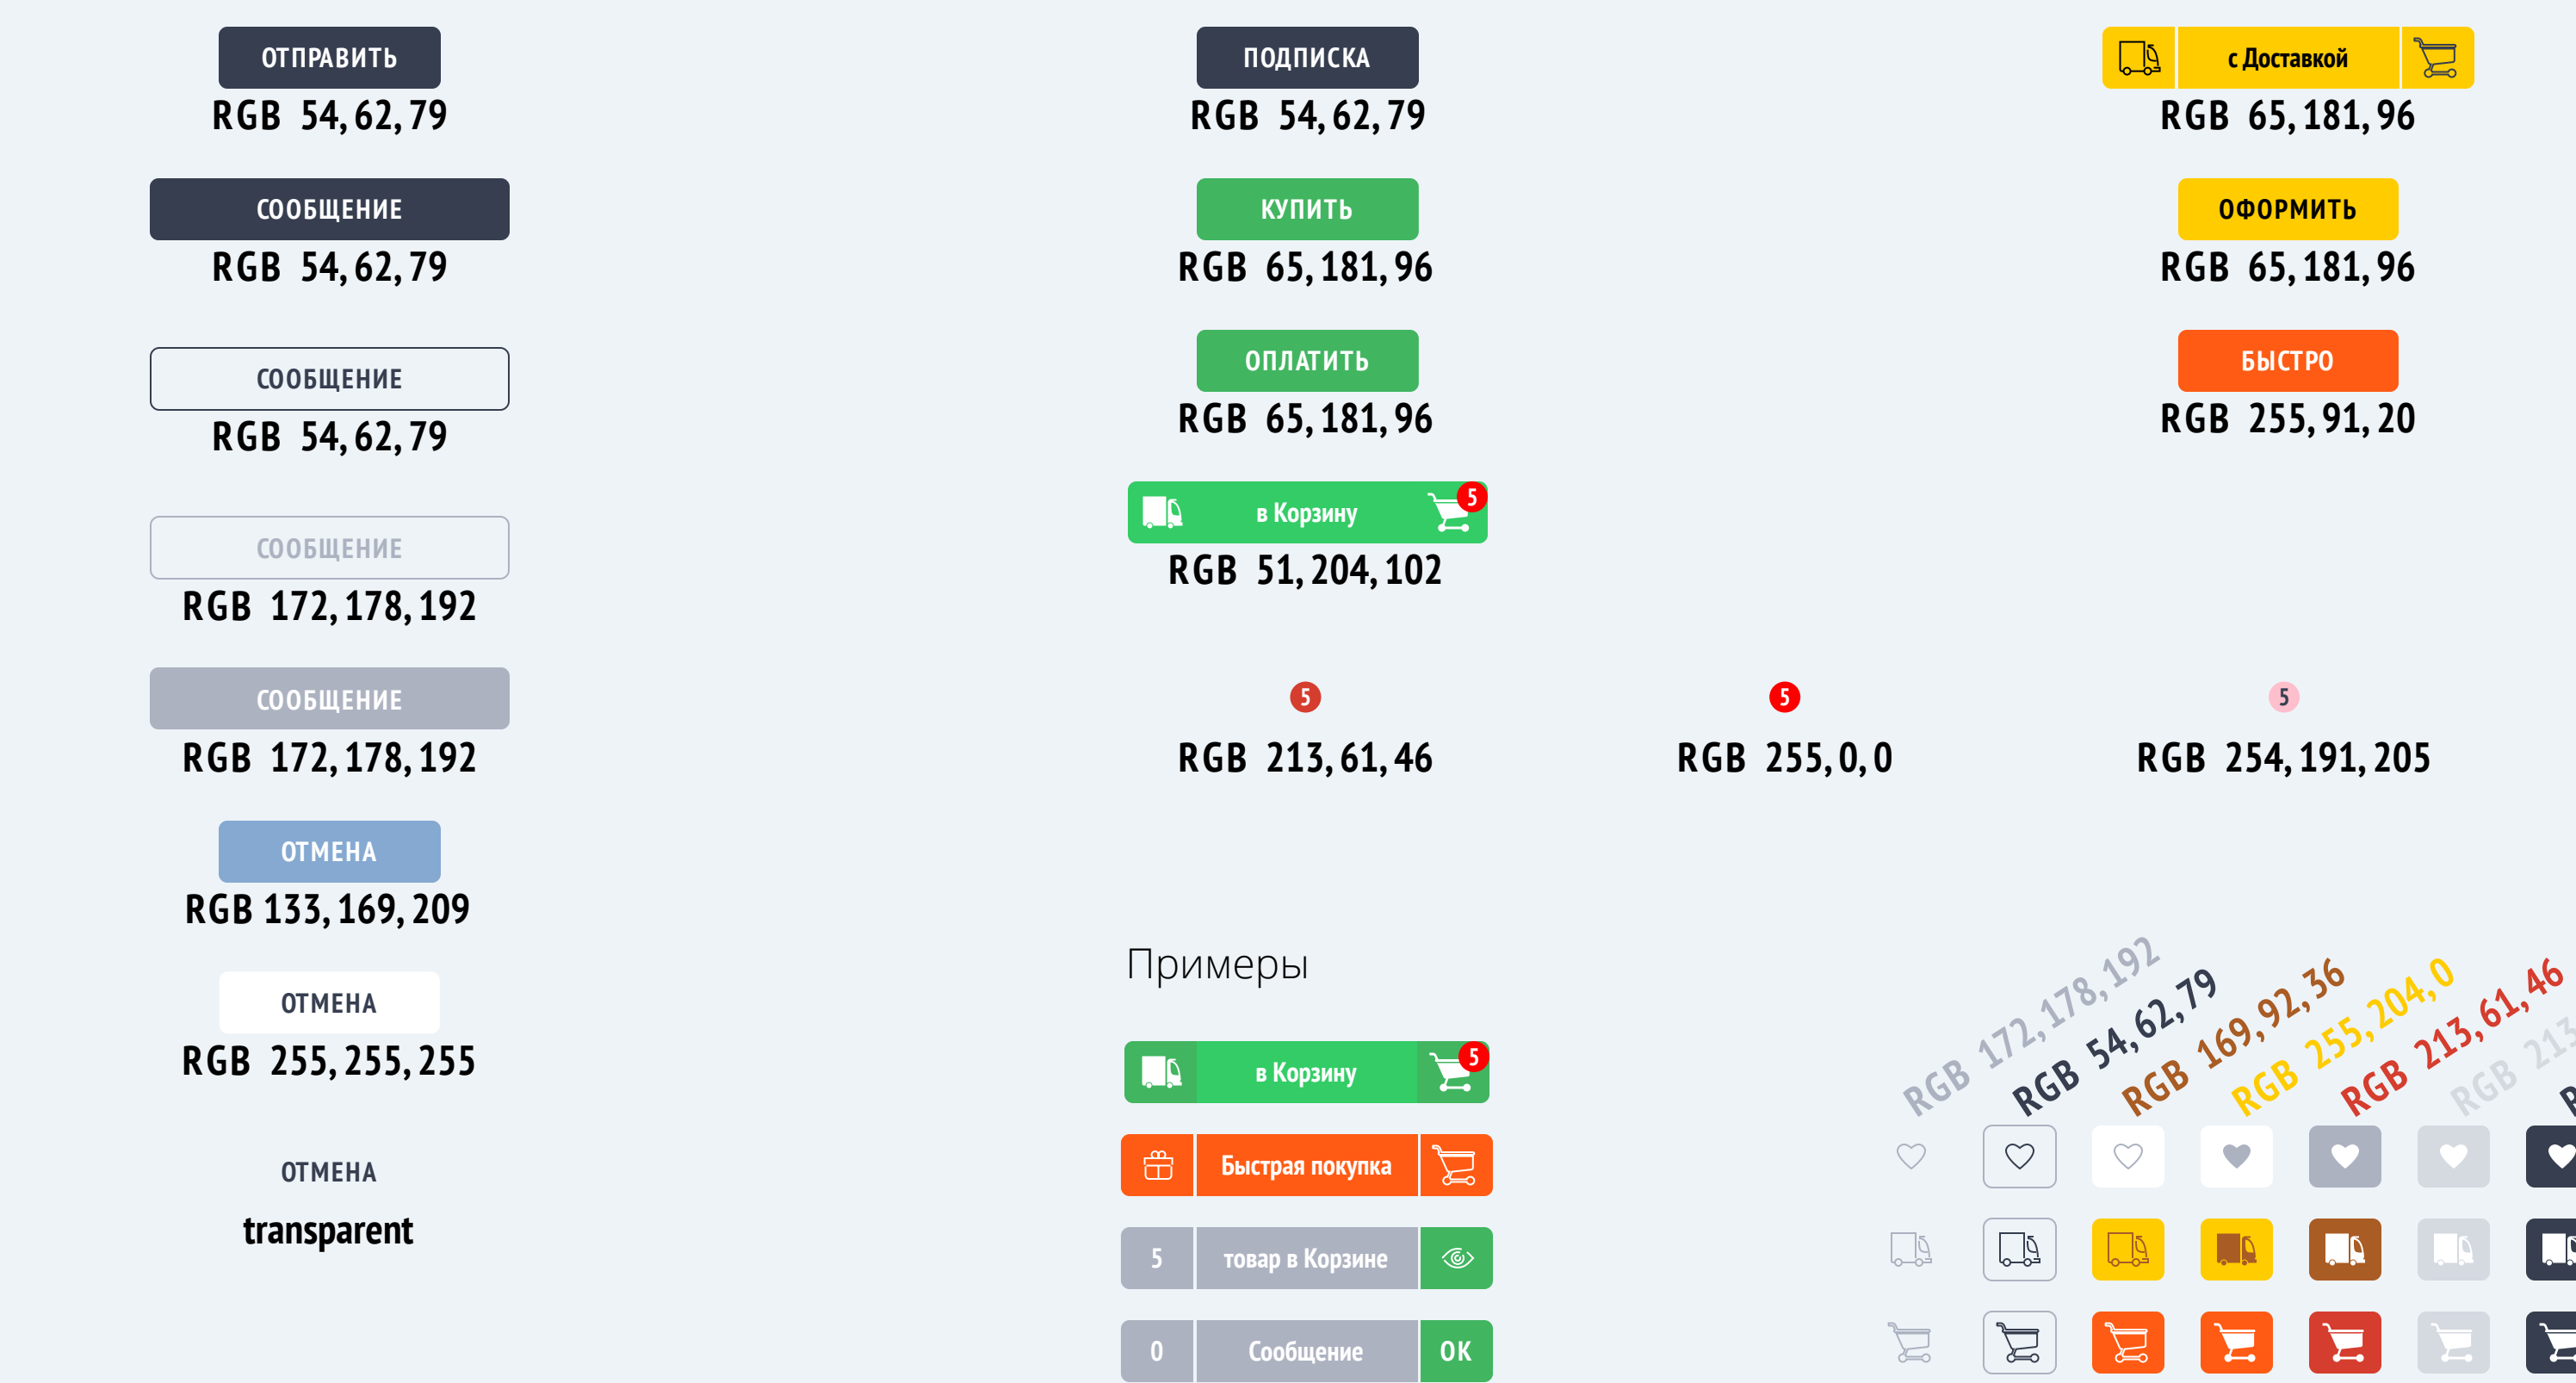 ОТПРАВИТЬ
RGB 54, 62, 79
СООБЩЕНИЕ
RGB 54, 62, 79
СООБЩЕНИЕ
RGB 54, 62, 79
СООБЩЕНИЕ
RGB 172, 178, 192
СООБЩЕНИЕ
RGB 172, 178, 192
ОТМЕНА
RGB 133, 169, 209
ОТМЕНА
RGB 255, 255, 255
ОТМЕНА
transparent
ПОДПИСКА
RGB 54, 62, 79
КУПИТЬ
RGB 65, 181, 96
ОПЛАТИТЬ
RGB 65, 181, 96
в Корзину 5
RGB 51, 204, 102
с Доставкой
RGB 65, 181, 96
ОФОРМИТЬ
RGB 65, 181, 96
БЫСТРО
RGB 255, 91, 20
5
RGB 213, 61, 46
5
RGB 255, 0, 0
5
RGB 254, 191, 205
Примеры
в Корзину 5
Быстрая покупка
5 товар в Корзине
0 Сообщение OK
RGB 172, 178, 192
RGB 54, 62, 79
RGB 169, 92, 36
RGB 255, 204, 0
RGB 213, 61, 46
RGB 213